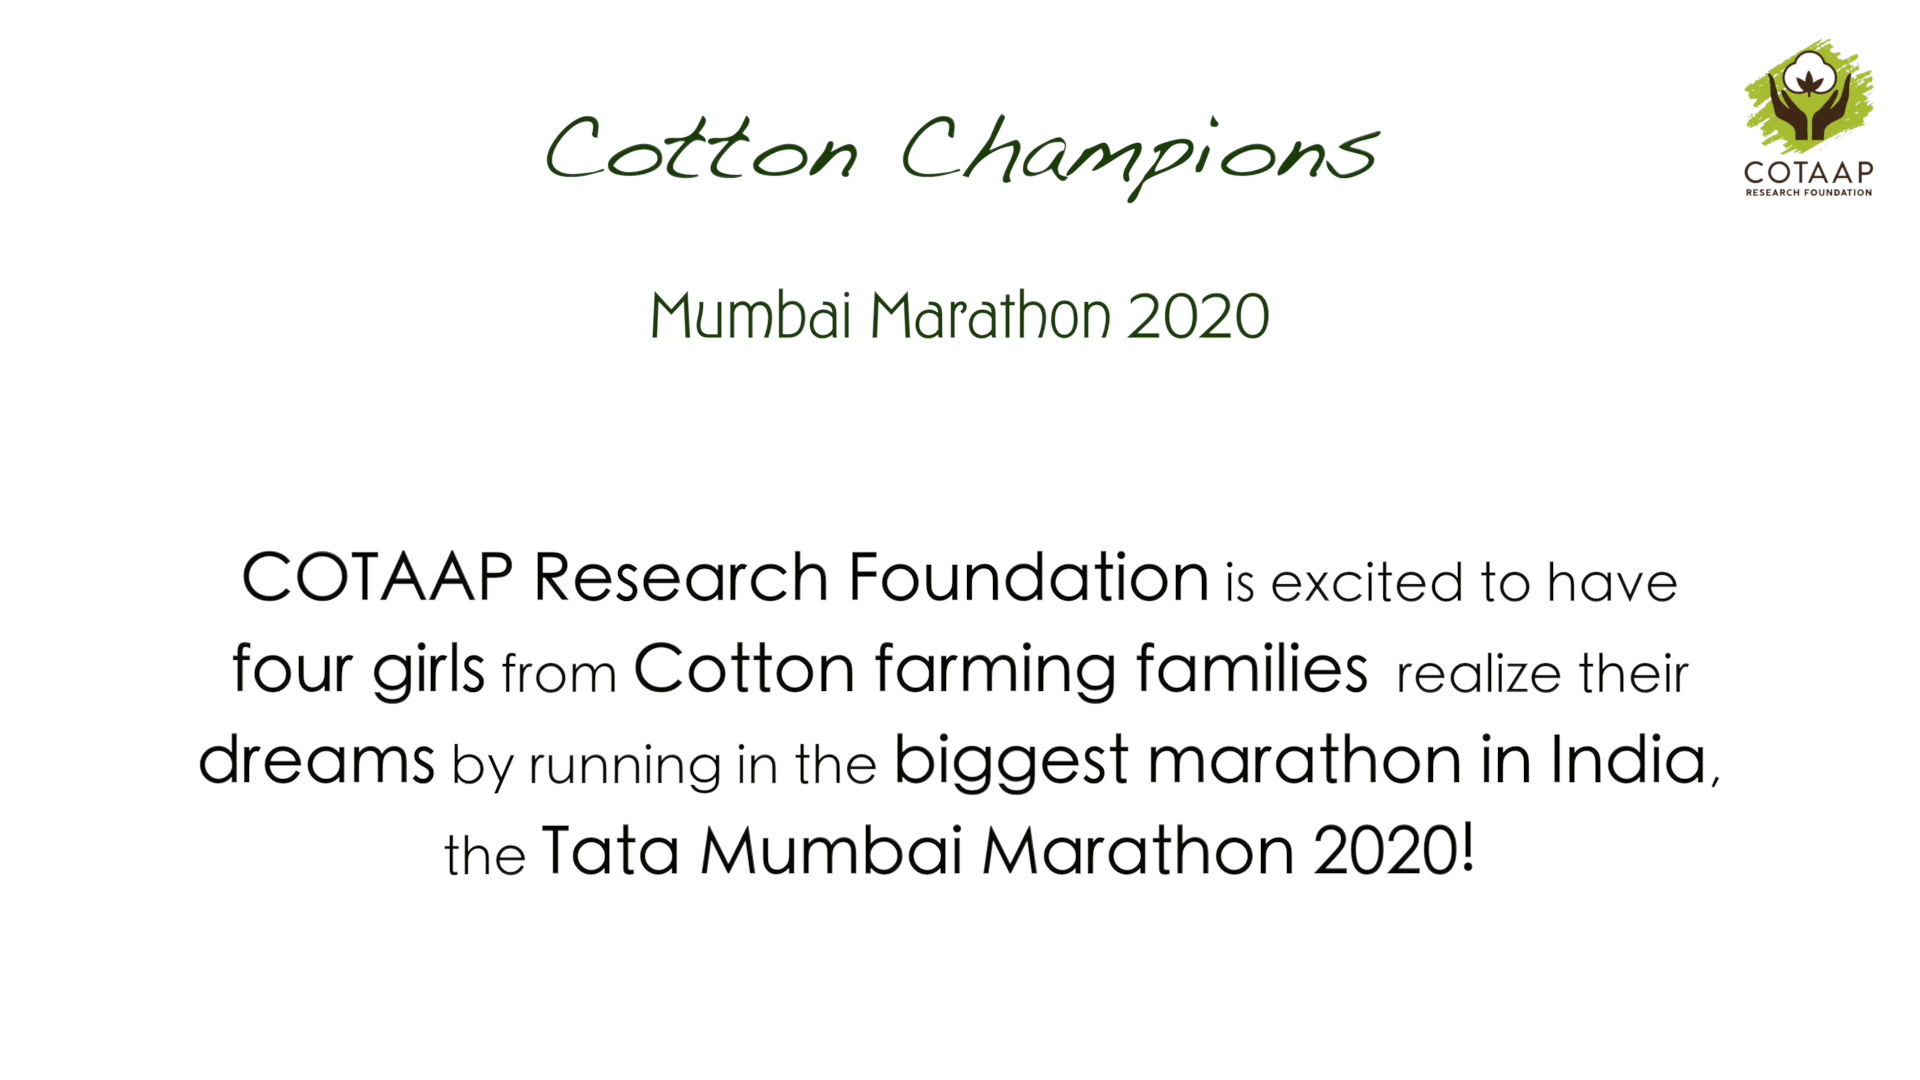 Cotton Champions
COTAAP
RESEARCH FOUNDATION
Mumbai Marathon 2020
COTAAP Research Foundation is excited to have
four girls from Cotton farming families realize their
dreams by running in the biggest marathon in India,
the Tata Mumbai Marathon 2020!